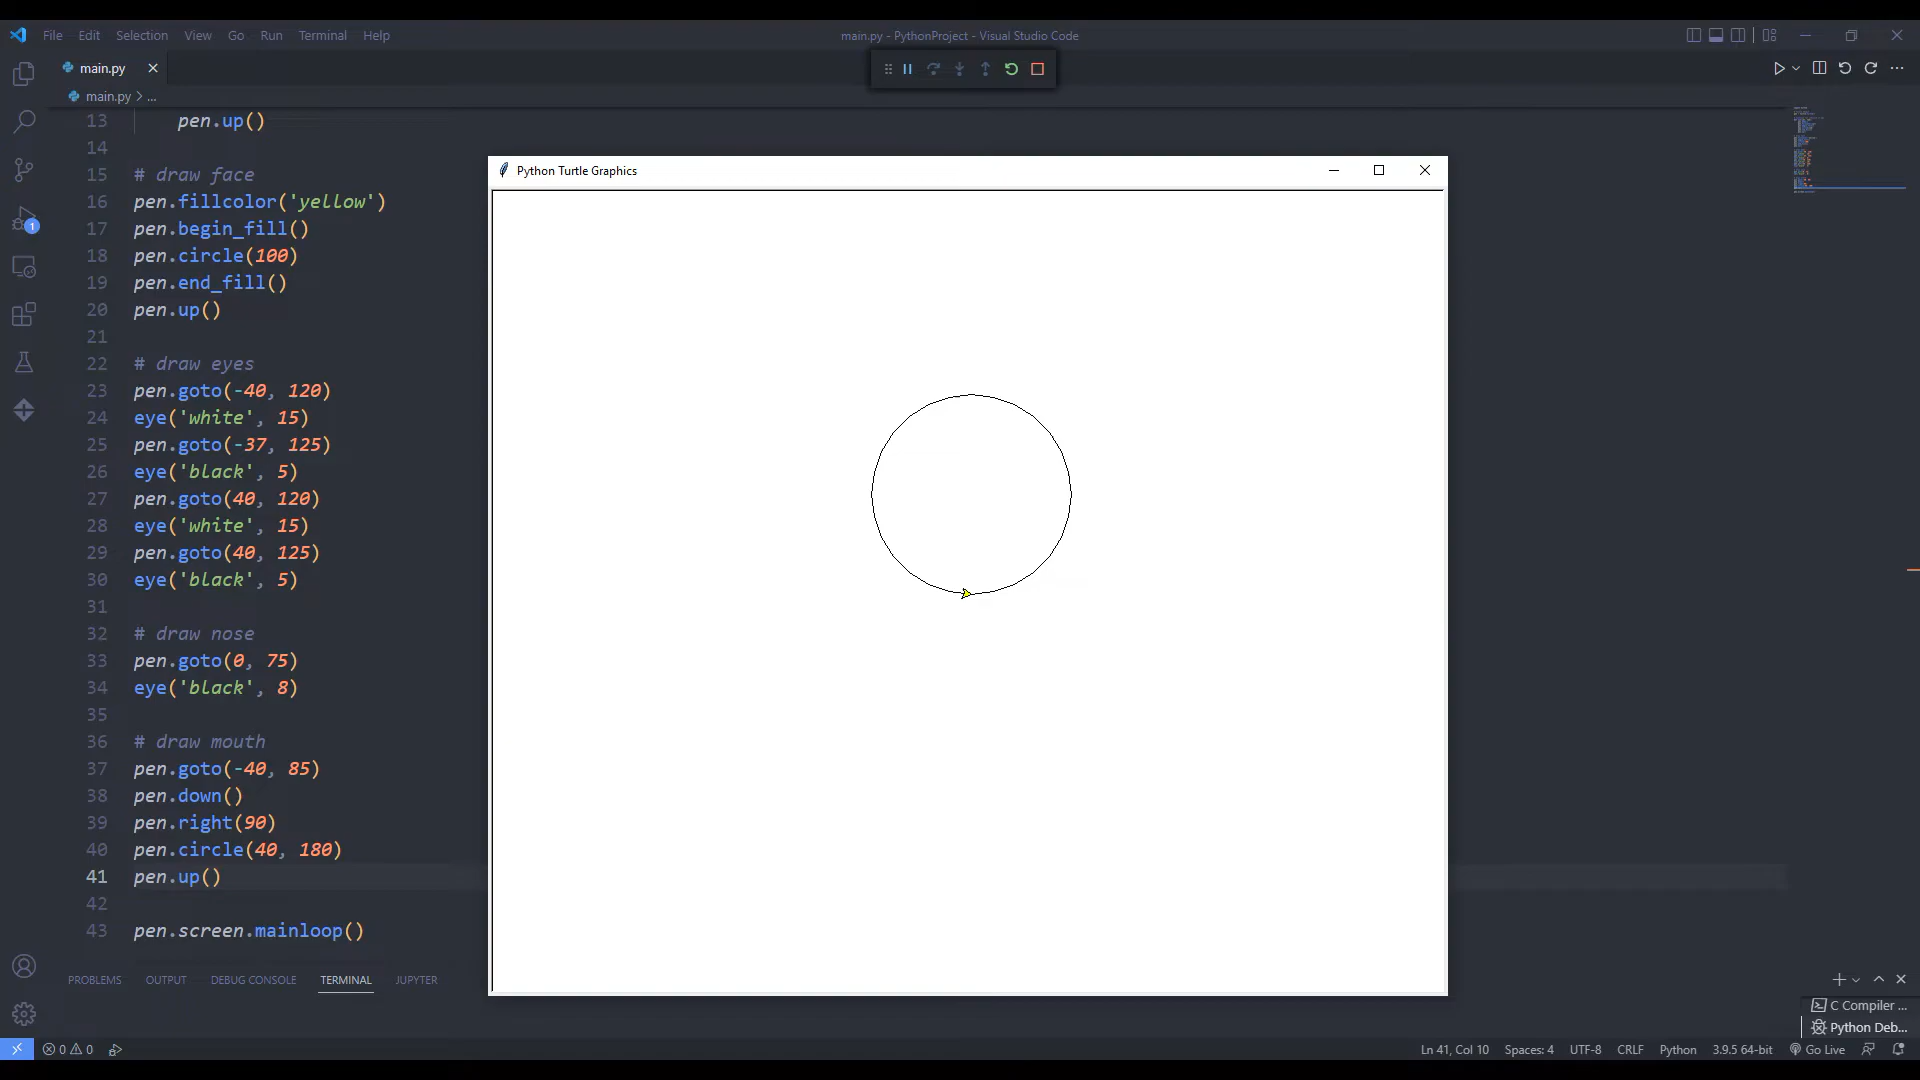 File Edit Selection View Go Run Terminal Help
main.py - PythonProject - Visual Studio Code
main.py
main.py > ...
13 pen.up()
14
15 # draw face
16 pen.fillcolor('yellow')
17 pen.begin_fill()
18 pen.circle(100)
19 pen.end_fill()
20 pen.up()
21
22 # draw eyes
23 pen.goto(-40, 120)
24 eye('white', 15)
25 pen.goto(-37, 125)
26 eye('black', 5)
27 pen.goto(40, 120)
28 eye('white', 15)
29 pen.goto(40, 125)
30 eye('black', 5)
31
32 # draw nose
33 pen.goto(0, 75)
34 eye('black', 8)
35
36 # draw mouth
37 pen.goto(-40, 85)
38 pen.down()
39 pen.right(90)
40 pen.circle(40, 180)
41 pen.up()
42
43 pen.screen.mainloop()
Python Turtle Graphics
1
PROBLEMS OUTPUT DEBUG CONSOLE TERMINAL JUPYTER
C Compiler ...
Python Deb...
0 0
Ln 41, Col 10 Spaces: 4 UTF-8 CRLF Python 3.9.5 64-bit Go Live